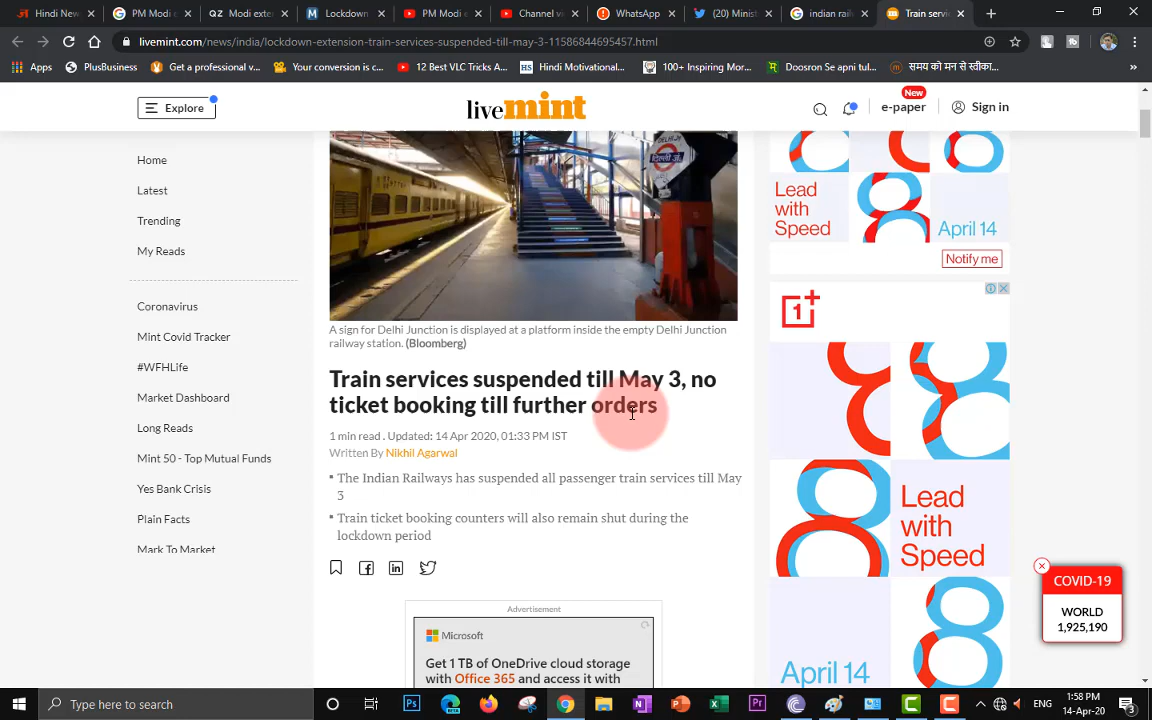 Hindi New
PM Modi e
Modi exte
Lockdown
PM Modi e
Channel vi
WhatsApp
(20) Minist
indian rail
Train servi
livemint.com/news/india/lockdown-extension-train-services-suspended-till-may-3-11586844695457.html
Apps
PlusBusiness
Get a professional v...
Your conversion is c...
12 Best VLC Tricks A...
Hindi Motivational...
100+ Inspiring Mor...
Doosron Se apni tul...
समय को मन से स्वीका...
»
Explore
livemint
New
e-paper
Sign in
Home
Latest
Trending
My Reads
Coronavirus
Mint Covid Tracker
#WFHLife
Market Dashboard
Long Reads
Mint 50 - Top Mutual Funds
Yes Bank Crisis
Plain Facts
Mark To Market
A sign for Delhi Junction is displayed at a platform inside the empty Delhi Junction
railway station. (Bloomberg)
Train services suspended till May 3, no
ticket booking till further orders
1 min read . Updated: 14 Apr 2020, 01:33 PM IST
Written By Nikhil Agarwal
The Indian Railways has suspended all passenger train services till May
3
Train ticket booking counters will also remain shut during the
lockdown period
Advertisement
Microsoft
Get 1 TB of OneDrive cloud storage
with Office 365 and access it with
Lead
with
Speed
April 14
Notify me
Lead
with
Speed
April 14
COVID-19
WORLD
1,925,190
Type here to search
ENG
1:58 PM
14-Apr-20